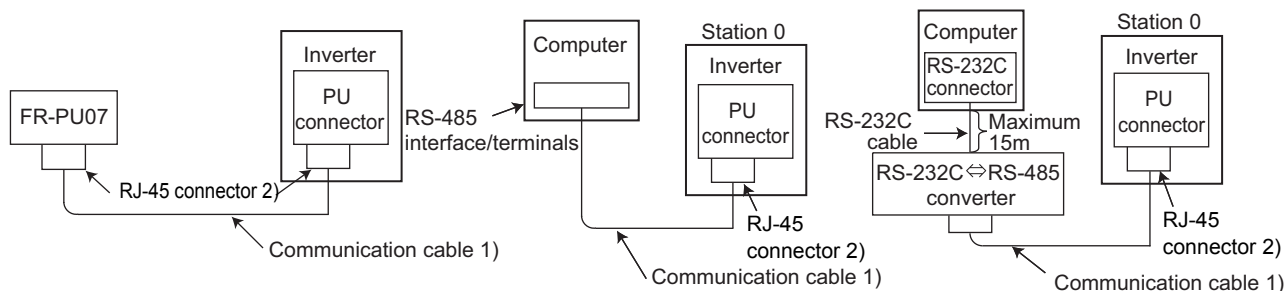 Inverter
PU
connector
FR-PU07
RJ-45 connector 2)
Communication cable 1)
Computer
RS-485
interface/terminals
Station 0
Inverter
PU
connector
RJ-45
connector 2)
Communication cable 1)
Computer
RS-232C
connector
RS-232C
cable
Maximum
15m
RS-232C⇔RS-485
converter
Station 0
Inverter
PU
connector
RJ-45
connector 2)
Communication cable 1)